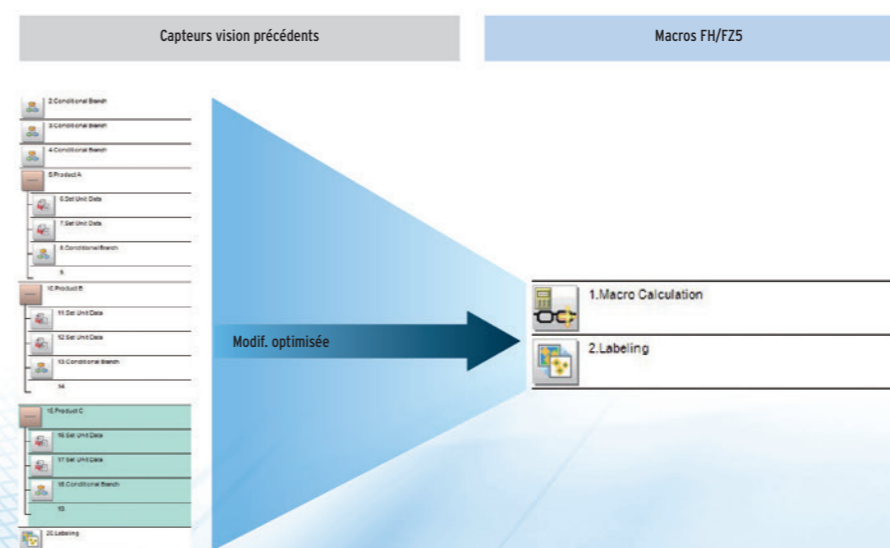 Capteurs vision précédents
Macros FH/FZ5
2.Conditional Branch
3.Conditional Branch
4.Conditional Branch
5.Product A
6.Set Unit Data
7.Set Unit Data
8.Conditional Branch
9.
10.Product B
11.Set Unit Data
12.Set Unit Data
13.Conditional Branch
14.
15.Product C
16.Set Unit Data
17.Set Unit Data
18.Conditional Branch
19.
20.Labeling
Modif. optimisée
1.Macro Calculation
2.Labeling